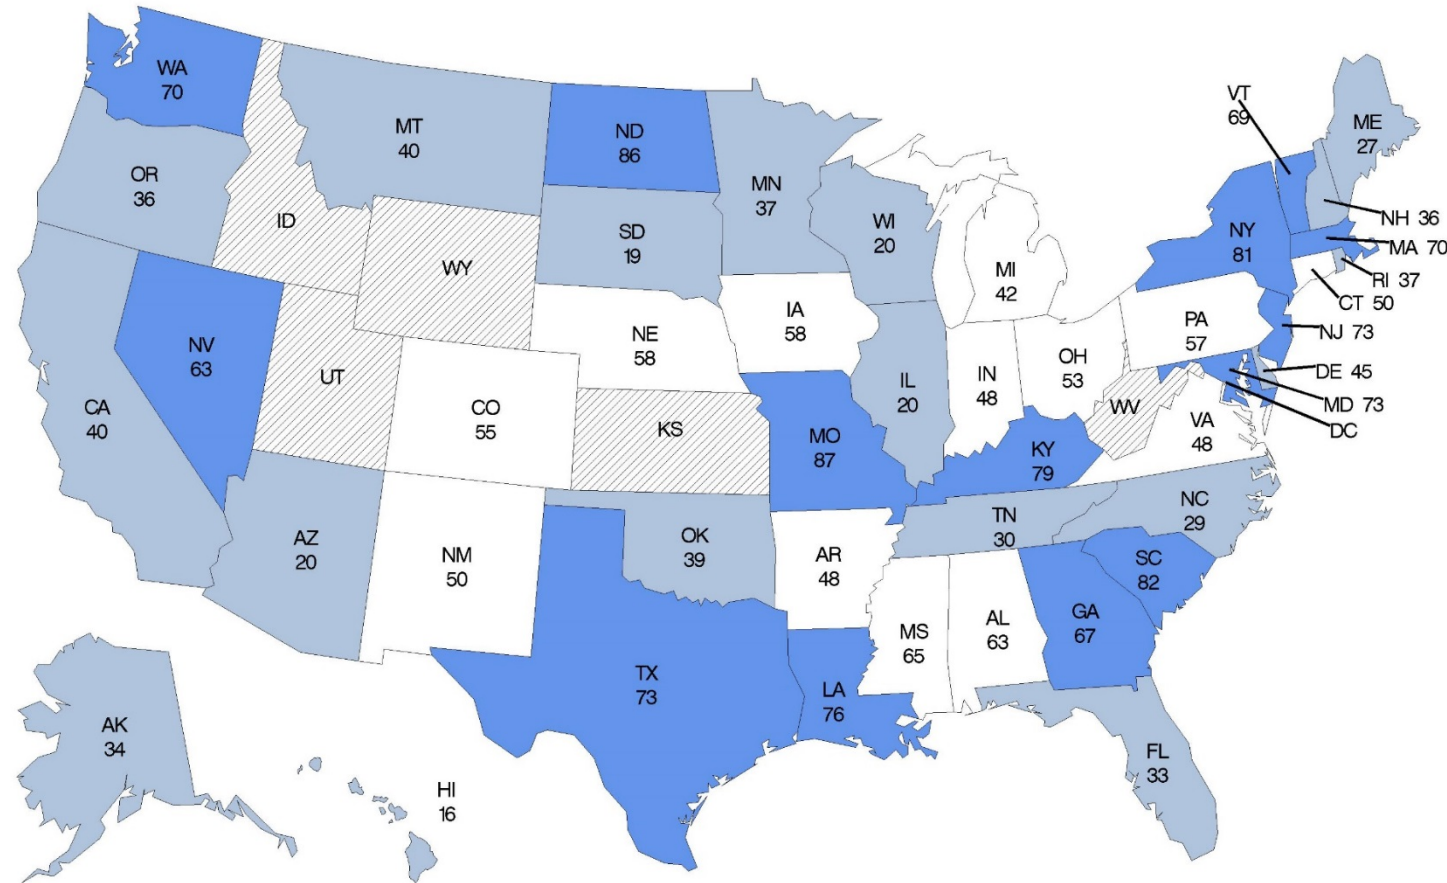 WA
70
MT
40
ND
86
MN
37
VT
69
ME
27
OR
36
ID
SD
19
WI
20
NY
81
NH 36
MA 70
WY
MI
42
RI 37
CT 50
NV
63
NE
58
IA
58
PA
57
NJ 73
UT
OH
53
IN
48
DE 45
CA
40
CO
55
KS
IL
20
WV
MD 73
DC
MO
87
KY
79
VA
48
AZ
20
NM
50
OK
39
AR
48
TN
30
NC
29
SC
82
MS
65
AL
63
GA
67
TX
73
LA
76
AK
34
HI
16
FL
33